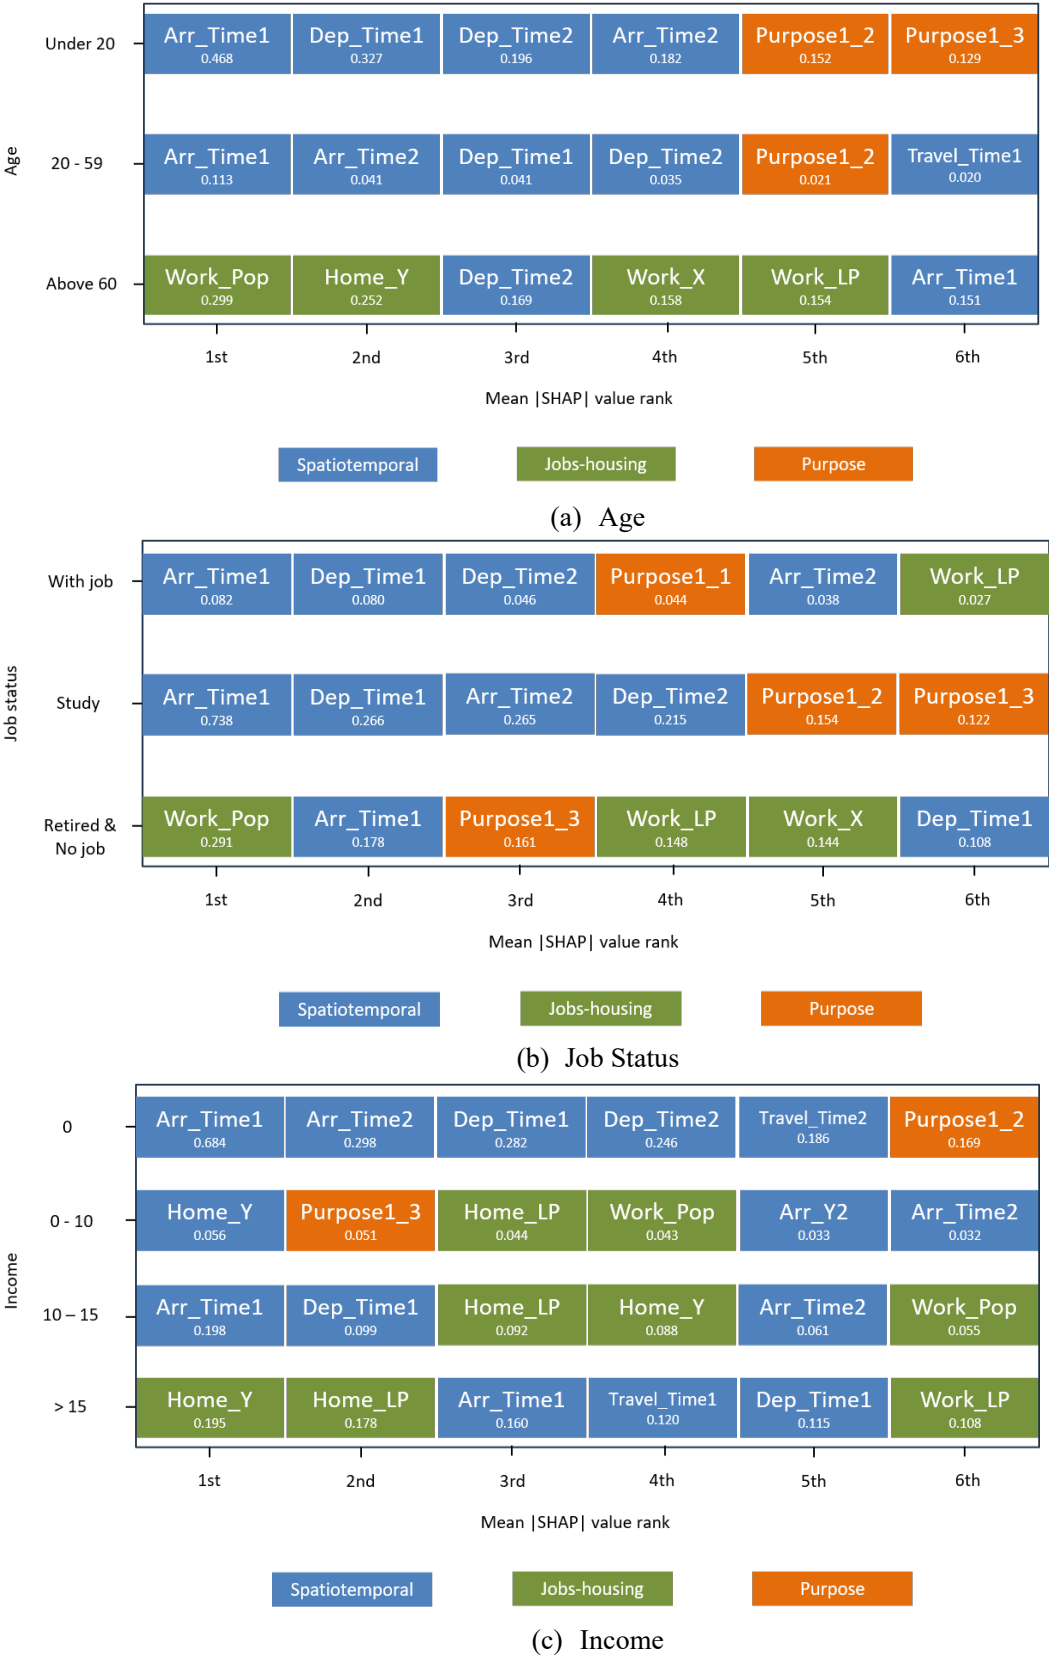 Under 20
Arr_Time1 Dep_Time1 Dep_Time2 Arr_Time2 Purpose1_2 Purpose1_3
0.468 0.327 0.196 0.182 0.152 0.129
Age
20 - 59
Arr_Time1 Arr_Time2 Dep_Time1 Dep_Time2 Purpose1_2 Travel_Time1
0.113 0.041 0.041 0.035 0.021 0.020
Above 60
Work_Pop Home_Y Dep_Time2 Work_X Work_LP Arr_Time1
0.299 0.252 0.169 0.158 0.154 0.151
1st 2nd 3rd 4th 5th 6th
Mean |SHAP| value rank
Spatiotemporal Jobs-housing Purpose
(a) Age
With job
Arr_Time1 Dep_Time1 Dep_Time2 Purpose1_1 Arr_Time2 Work_LP
0.082 0.080 0.046 0.044 0.038 0.027
Job status
Study
Arr_Time1 Dep_Time1 Arr_Time2 Dep_Time2 Purpose1_2 Purpose1_3
0.738 0.266 0.265 0.215 0.154 0.122
Retired &
No job
Work_Pop Arr_Time1 Purpose1_3 Work_LP Work_X Dep_Time1
0.291 0.178 0.161 0.148 0.144 0.108
1st 2nd 3rd 4th 5th 6th
Mean |SHAP| value rank
Spatiotemporal Jobs-housing Purpose
(b) Job Status
0
Arr_Time1 Arr_Time2 Dep_Time1 Dep_Time2 Travel_Time2 Purpose1_2
0.684 0.298 0.282 0.246 0.186 0.169
0 - 10
Home_Y Purpose1_3 Home_LP Work_Pop Arr_Y2 Arr_Time2
0.056 0.051 0.044 0.043 0.033 0.032
Income
10 – 15
Arr_Time1 Dep_Time1 Home_LP Home_Y Arr_Time2 Work_Pop
0.198 0.099 0.092 0.088 0.061 0.055
> 15
Home_Y Home_LP Arr_Time1 Travel_Time1 Dep_Time1 Work_LP
0.195 0.178 0.160 0.120 0.115 0.108
1st 2nd 3rd 4th 5th 6th
Mean |SHAP| value rank
Spatiotemporal Jobs-housing Purpose
(c) Income